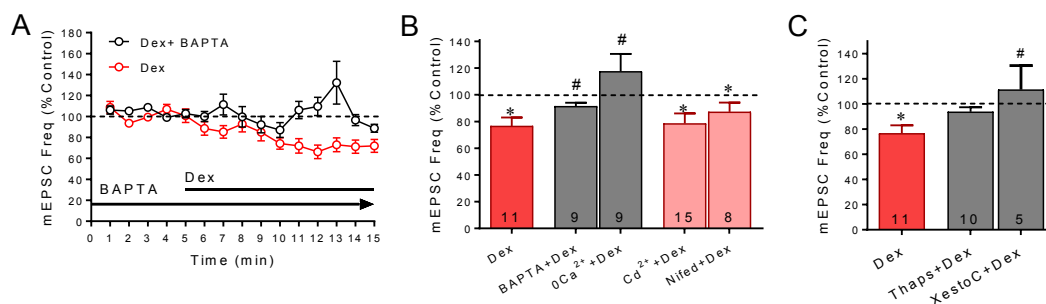 A
mEPSC Freq (% Control)
180
160
140
120
100
80
60
40
20
0
Dex+ BAPTA
Dex
BAPTA
Dex
0 1 2 3 4 5 6 7 8 9 10 11 12 13 14 15
Time (min)
B
mEPSC Freq (% Control)
140
120
100
80
60
40
20
0
* # # * *
11 9 9 15 8
Dex
BAPTA+Dex
0Ca²⁺+Dex
Cd²⁺+Dex
Nifed+Dex
C
mEPSC Freq (% Control)
140
120
100
80
60
40
20
0
* #
11 10 5
Dex
Thaps+Dex
XestoC+Dex